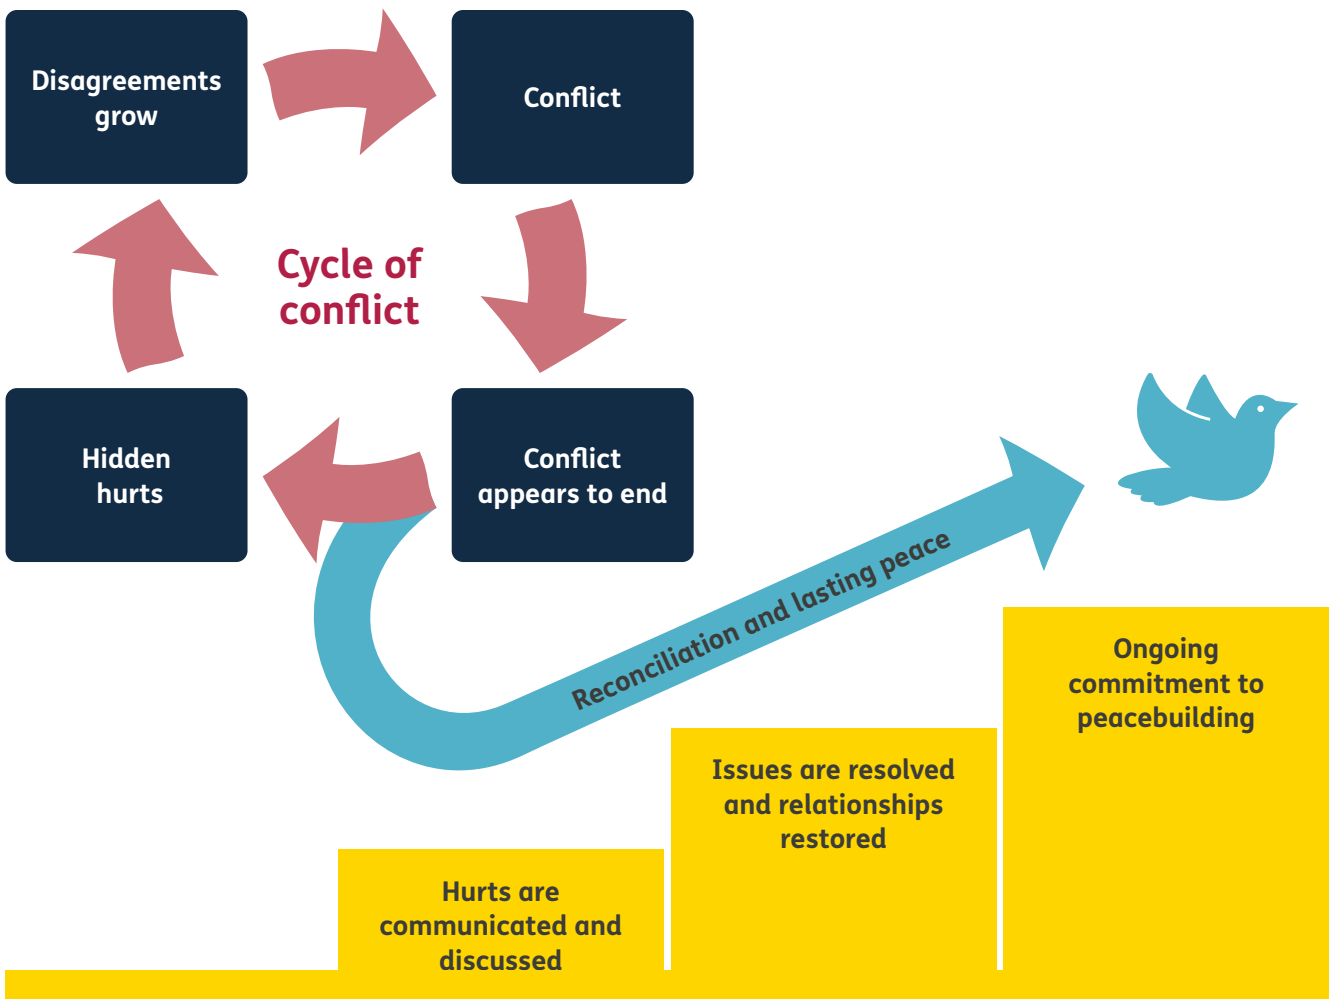 Disagreements
grow
Conflict
Cycle of
conflict
Hidden
hurts
Conflict
appears to end
Reconciliation and lasting peace
Hurts are
communicated and
discussed
Issues are resolved
and relationships
restored
Ongoing
commitment to
peacebuilding